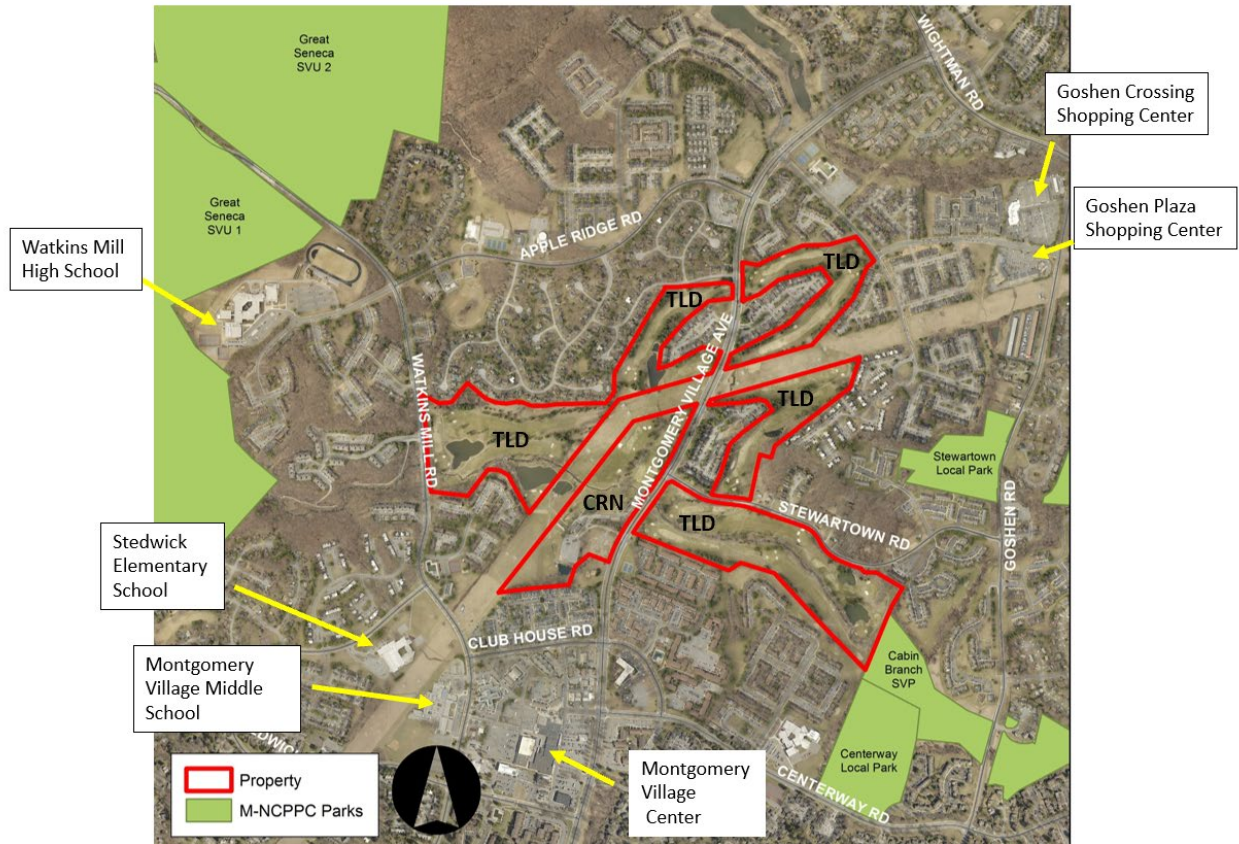 Great
Seneca
SVU 2
WIGHTMAN RD
Goshen Crossing
Shopping Center
Great
Seneca
SVU 1
Goshen Plaza
Shopping Center
Watkins Mill
High School
APPLE RIDGE RD
TLD
TLD
MONTGOMERY VILLAGE AVE
WATKINS MILL RD
TLD
TLD
Stewartown
Local Park
CRN
TLD
STEWARTOWN RD
GOSHEN RD
Stedwick
Elementary
School
CLUB HOUSE RD
Cabin
Branch
SVP
Montgomery
Village Middle
School
Centerway
Local Park
Montgomery
Village
Center
CENTERWAY RD
Property
M-NCPPC Parks